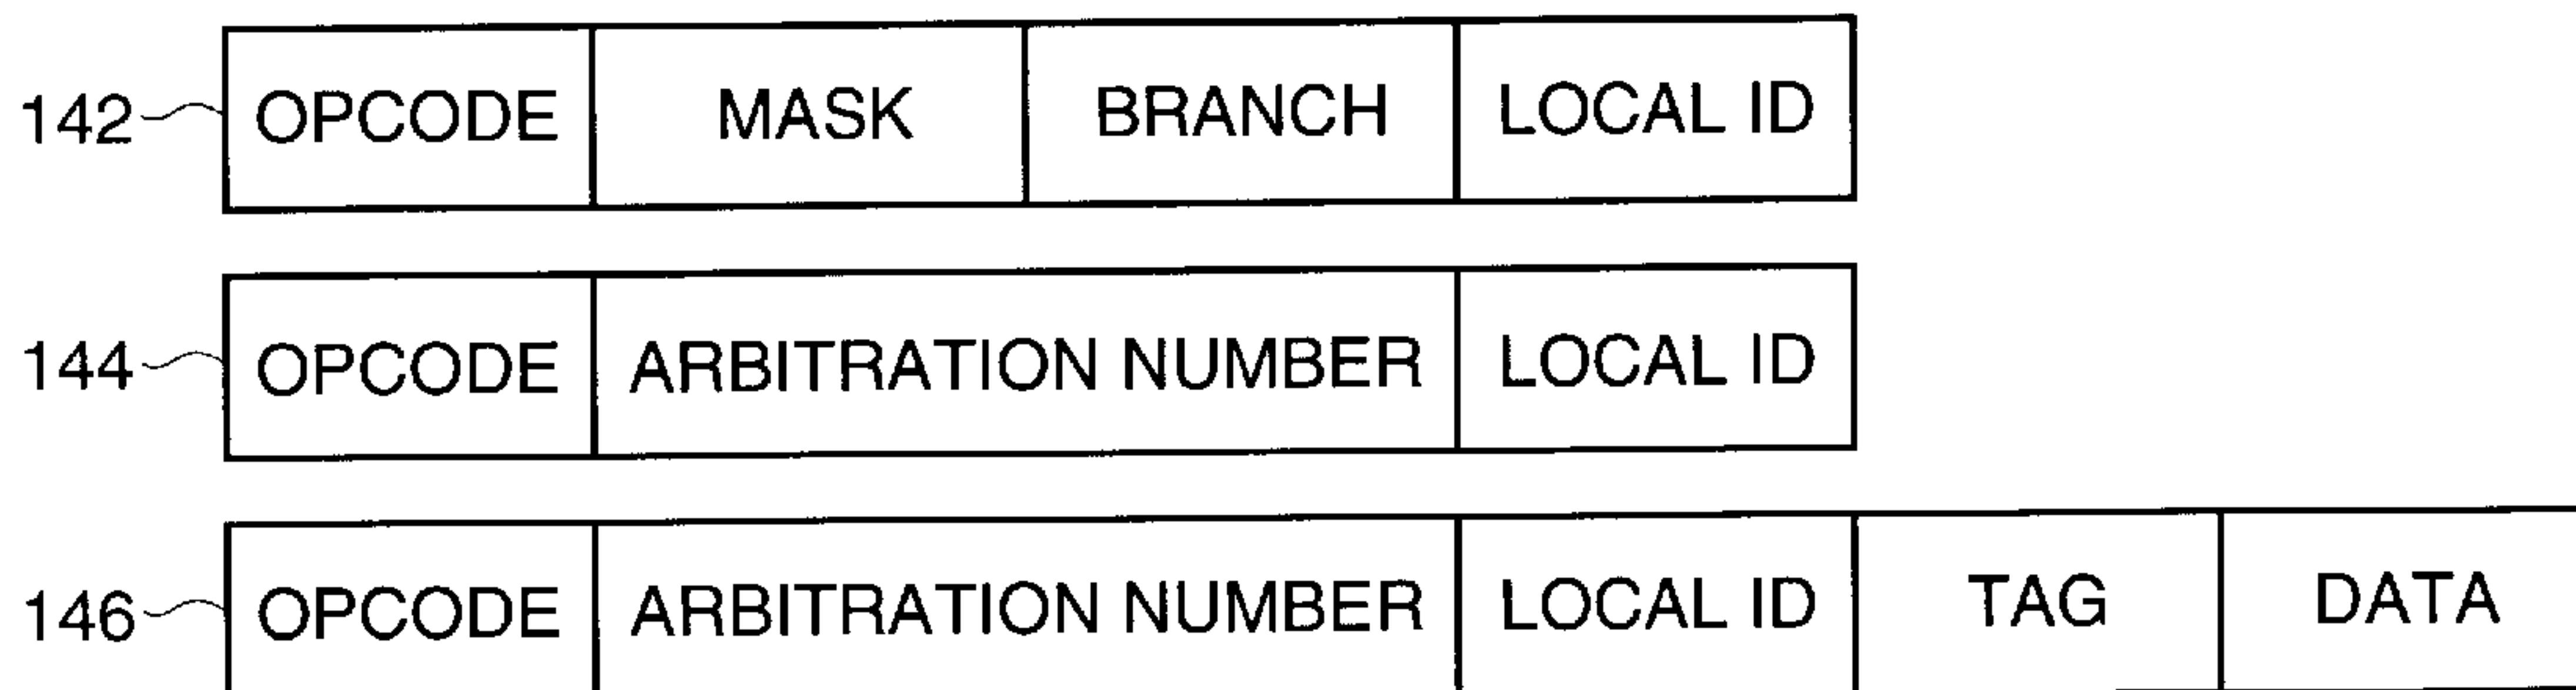 142 OPCODE MASK BRANCH LOCAL ID
144 OPCODE ARBITRATION NUMBER LOCAL ID
146 OPCODE ARBITRATION NUMBER LOCAL ID TAG DATA